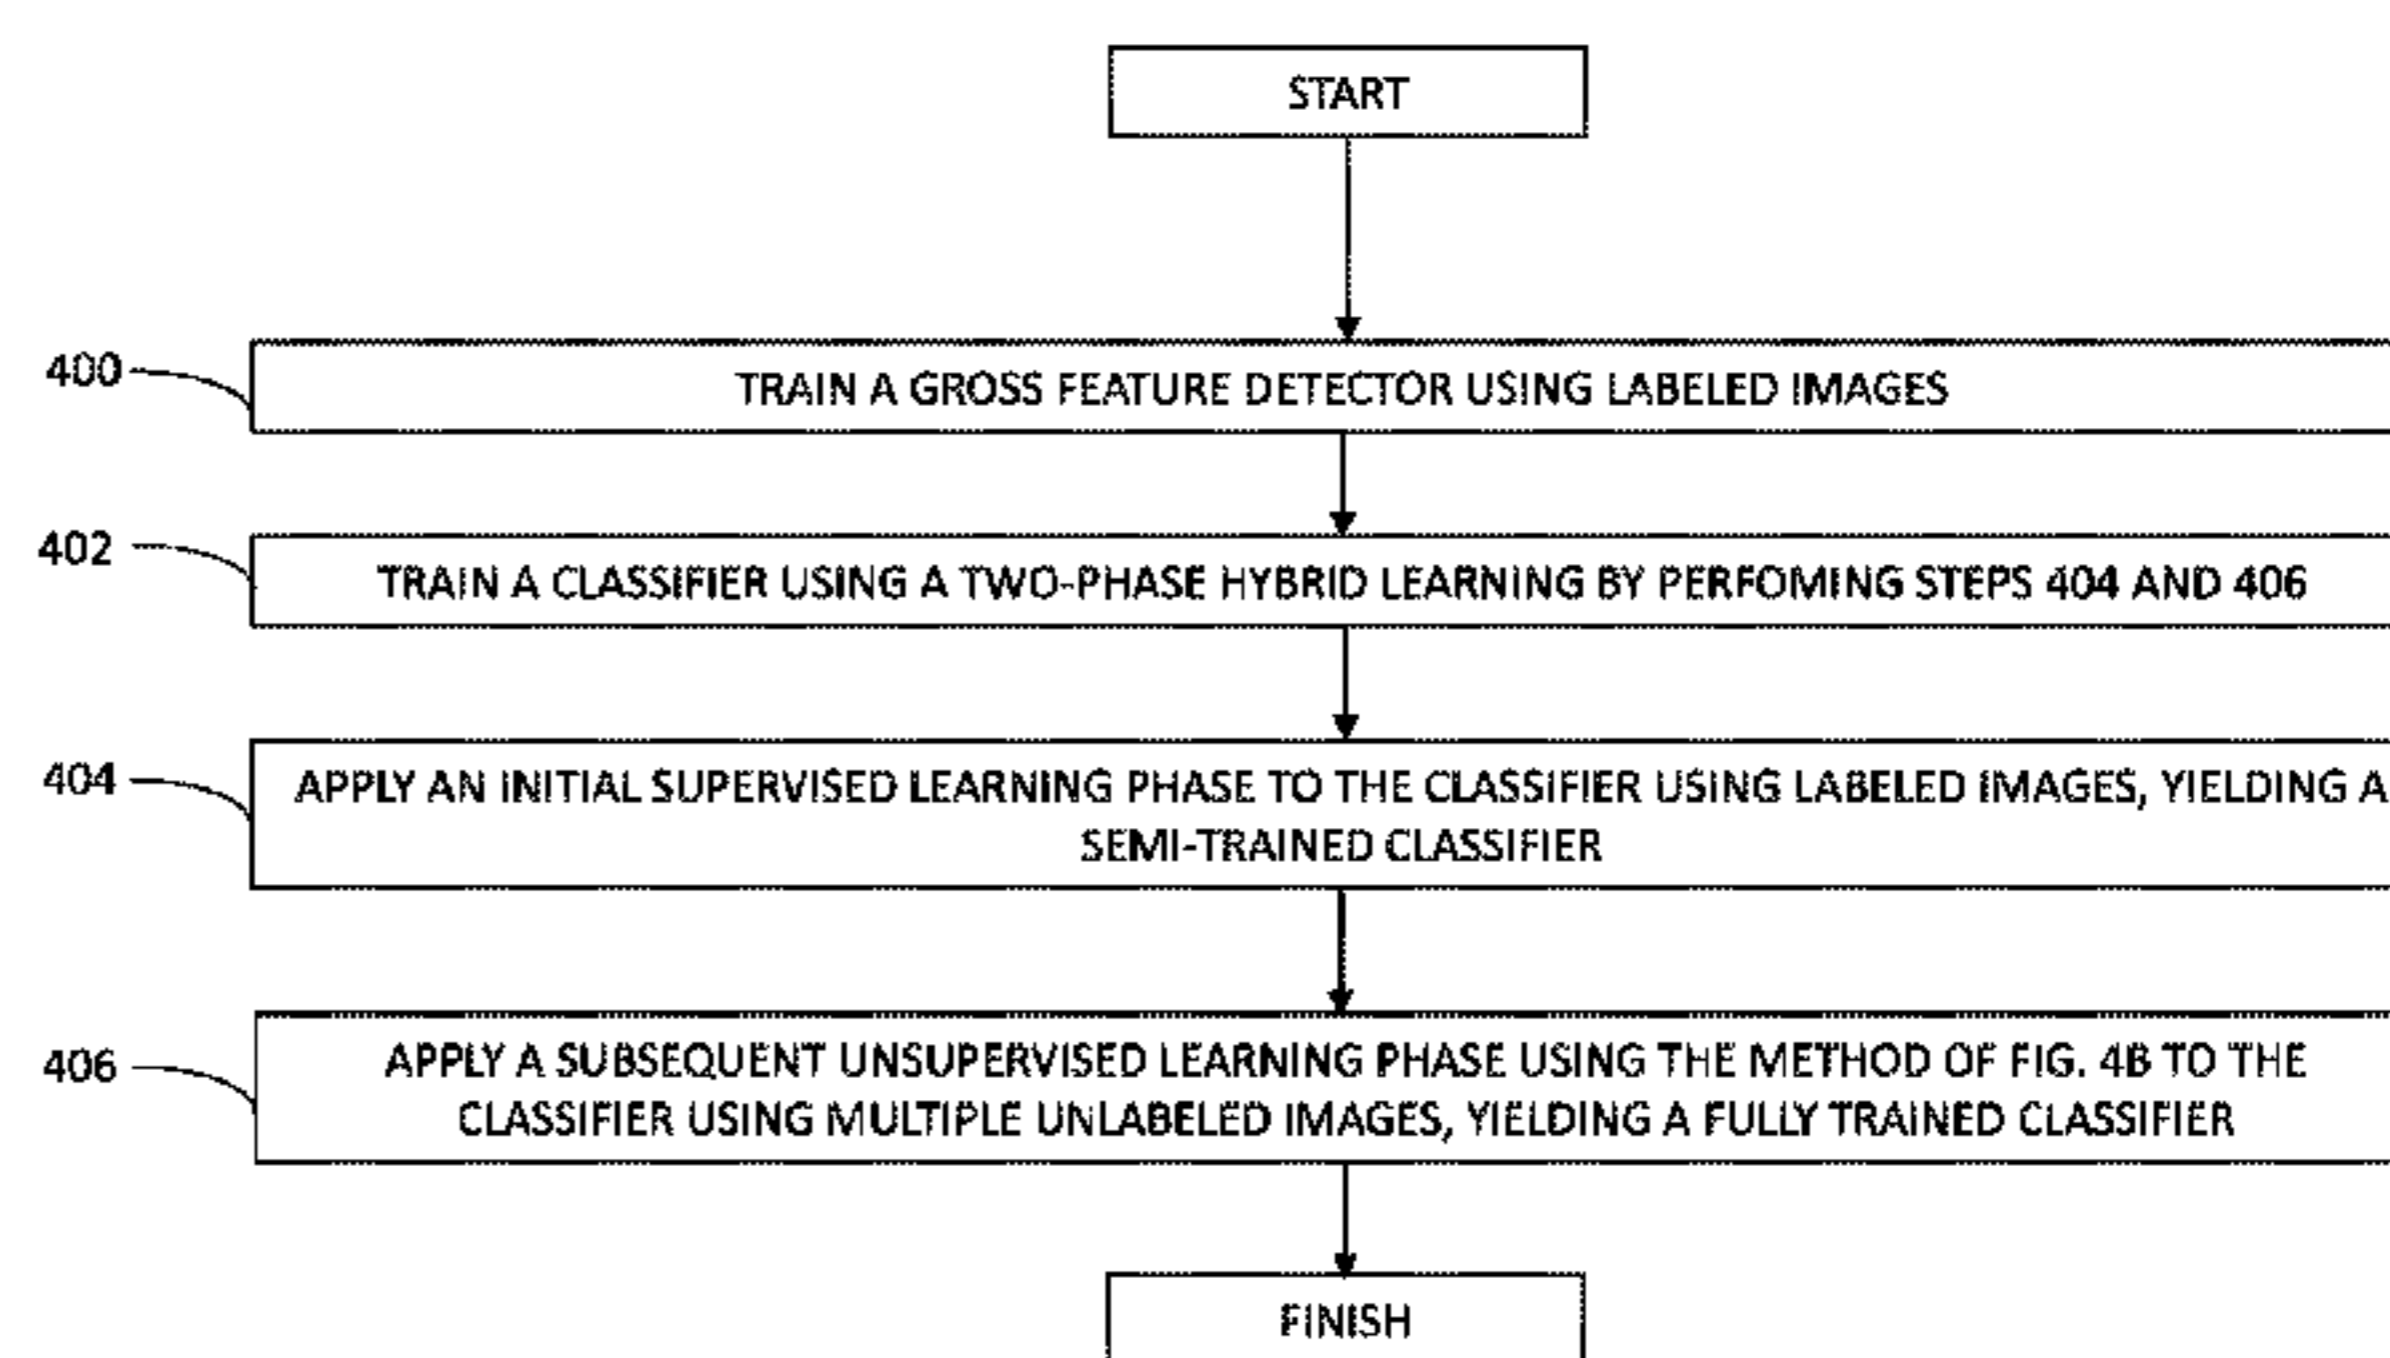 START
400
TRAIN A GROSS FEATURE DETECTOR USING LABELED IMAGES
402
TRAIN A CLASSIFIER USING A TWO-PHASE HYBRID LEARNING BY PERFOMING STEPS 404 AND 406
404
APPLY AN INITIAL SUPERVISED LEARNING PHASE TO THE CLASSIFIER USING LABELED IMAGES, YIELDING A
SEMI-TRAINED CLASSIFIER
406
APPLY A SUBSEQUENT UNSUPERVISED LEARNING PHASE USING THE METHOD OF FIG. 4B TO THE
CLASSIFIER USING MULTIPLE UNLABELED IMAGES, YIELDING A FULLY TRAINED CLASSIFIER
FINISH